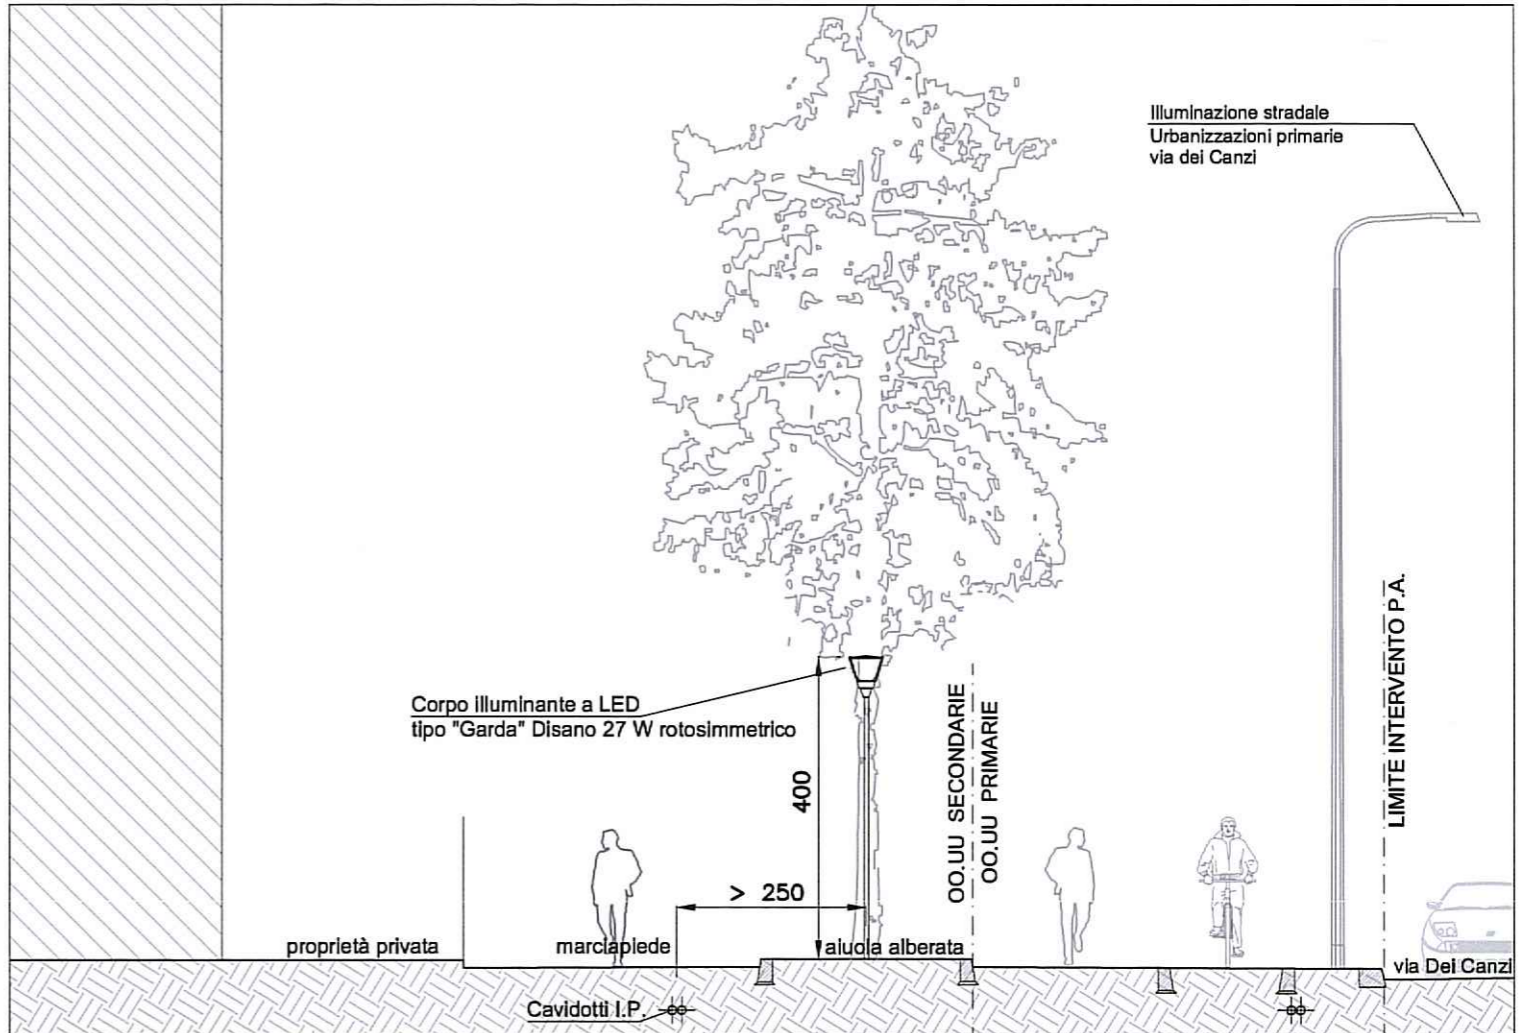 Illuminazione stradale
Urbanizzazioni primarie
via dei Canzi
Corpo illuminante a LED
tipo "Garda" Disano 27 W rotosimmetrico
400
> 250
OO.UU SECONDARIE
OO.UU PRIMARIE
LIMITE INTERVENTO P.A.
proprietà privata
marciapiede
aiuola alberata
via Dei Canzi
Cavidotti I.P.